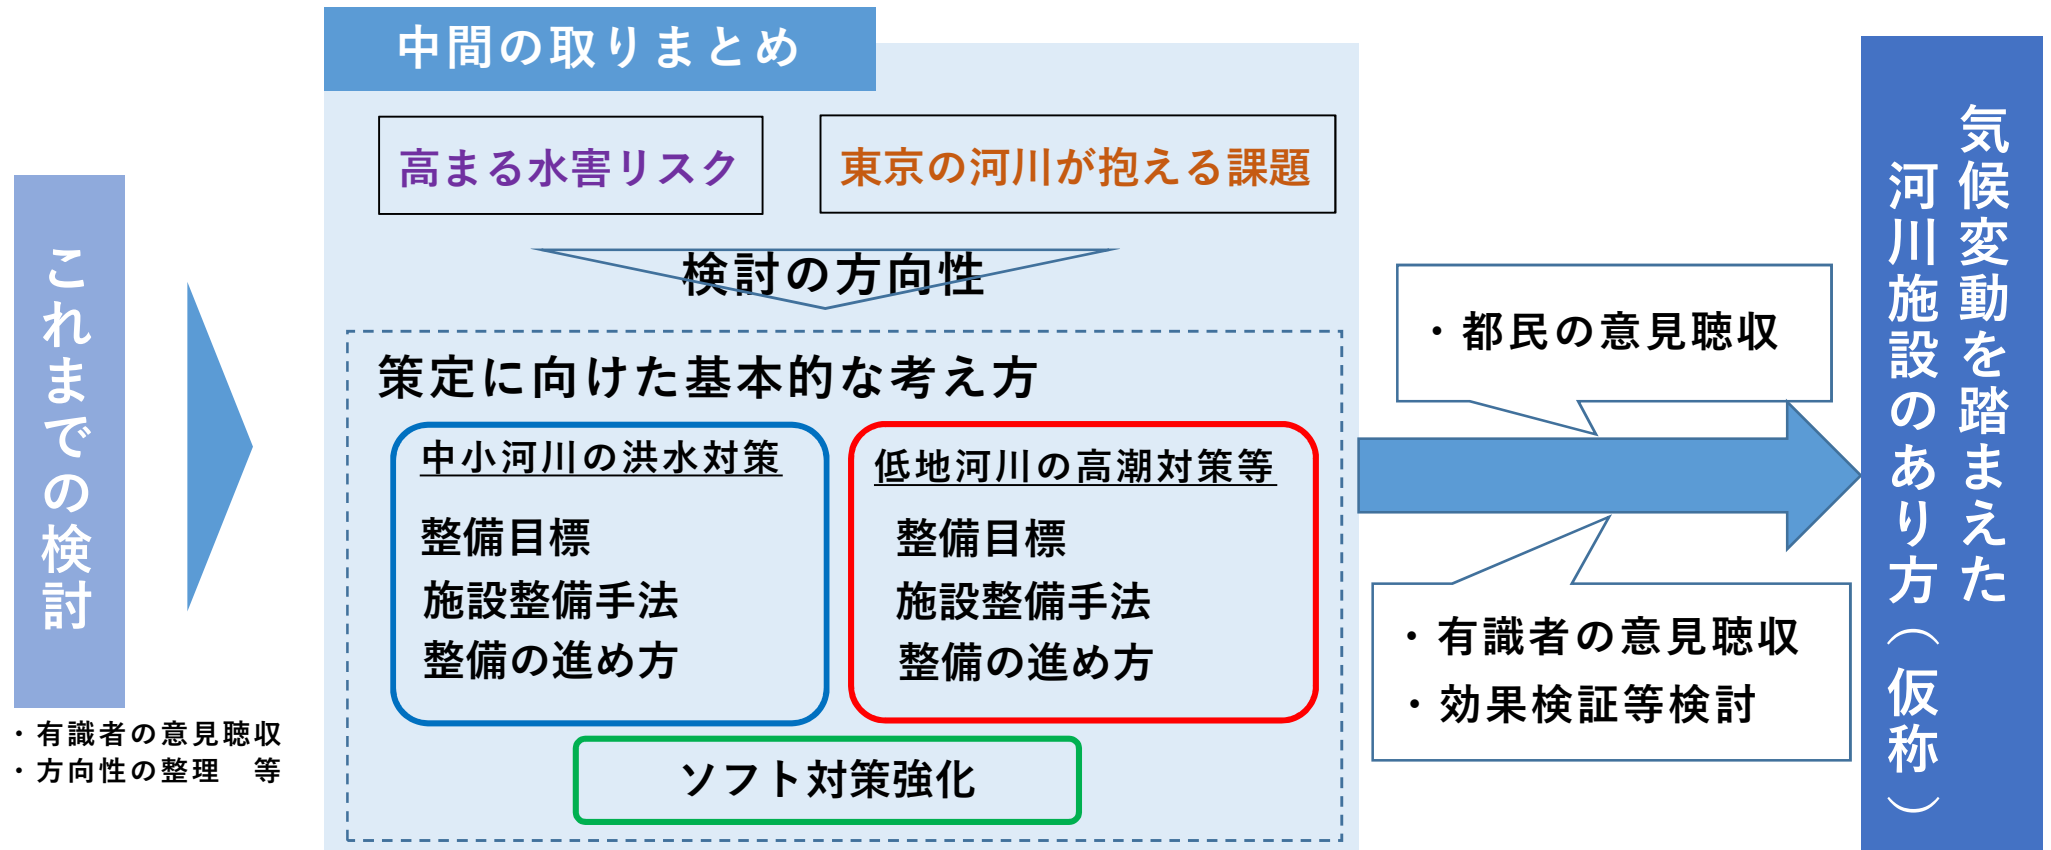 これまでの検討
・有識者の意見聴収
・方向性の整理　等
中間の取りまとめ
高まる水害リスク
東京の河川が抱える課題
検討の方向性
策定に向けた基本的な考え方
中小河川の洪水対策
整備目標
施設整備手法
整備の進め方
低地河川の高潮対策等
整備目標
施設整備手法
整備の進め方
ソフト対策強化
・都民の意見聴収
・有識者の意見聴収
・効果検証等検討
気候変動を踏まえた
河川施設のあり方（仮称）